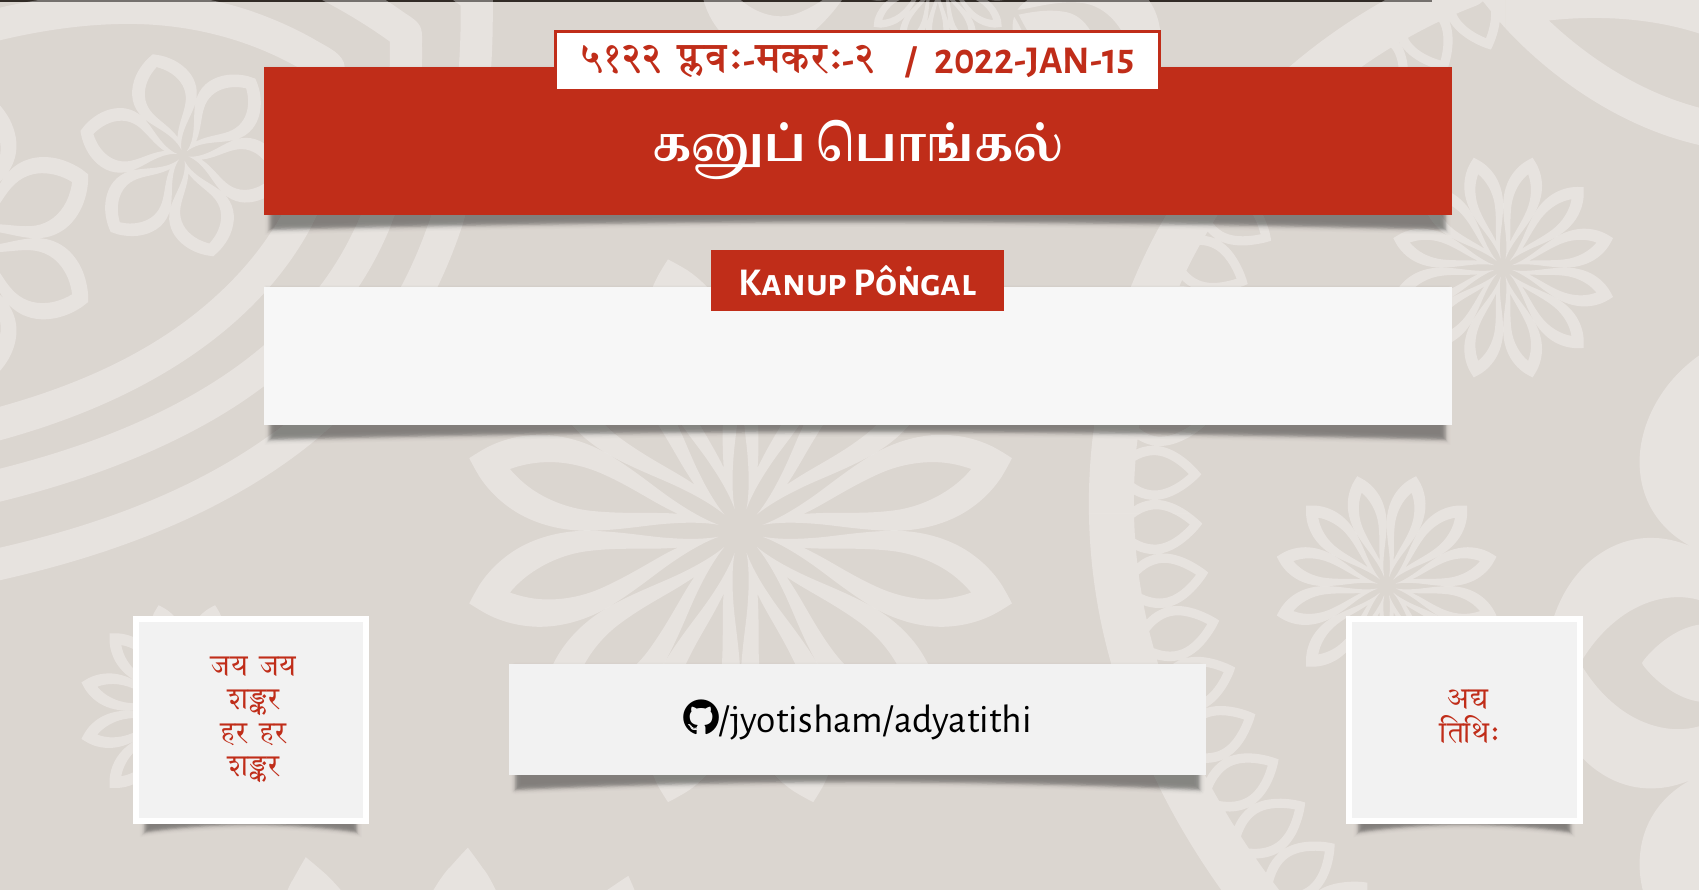 ५१२२ प्लवः-मकरः-२ / 2022-JAN-15
கனுப் பொங்கல்
Kanup Pôṅgal
/jyotisham/adyatithi
जय जय
शङ्कर
हर हर
शङ्कर
अद्य
तिथिः